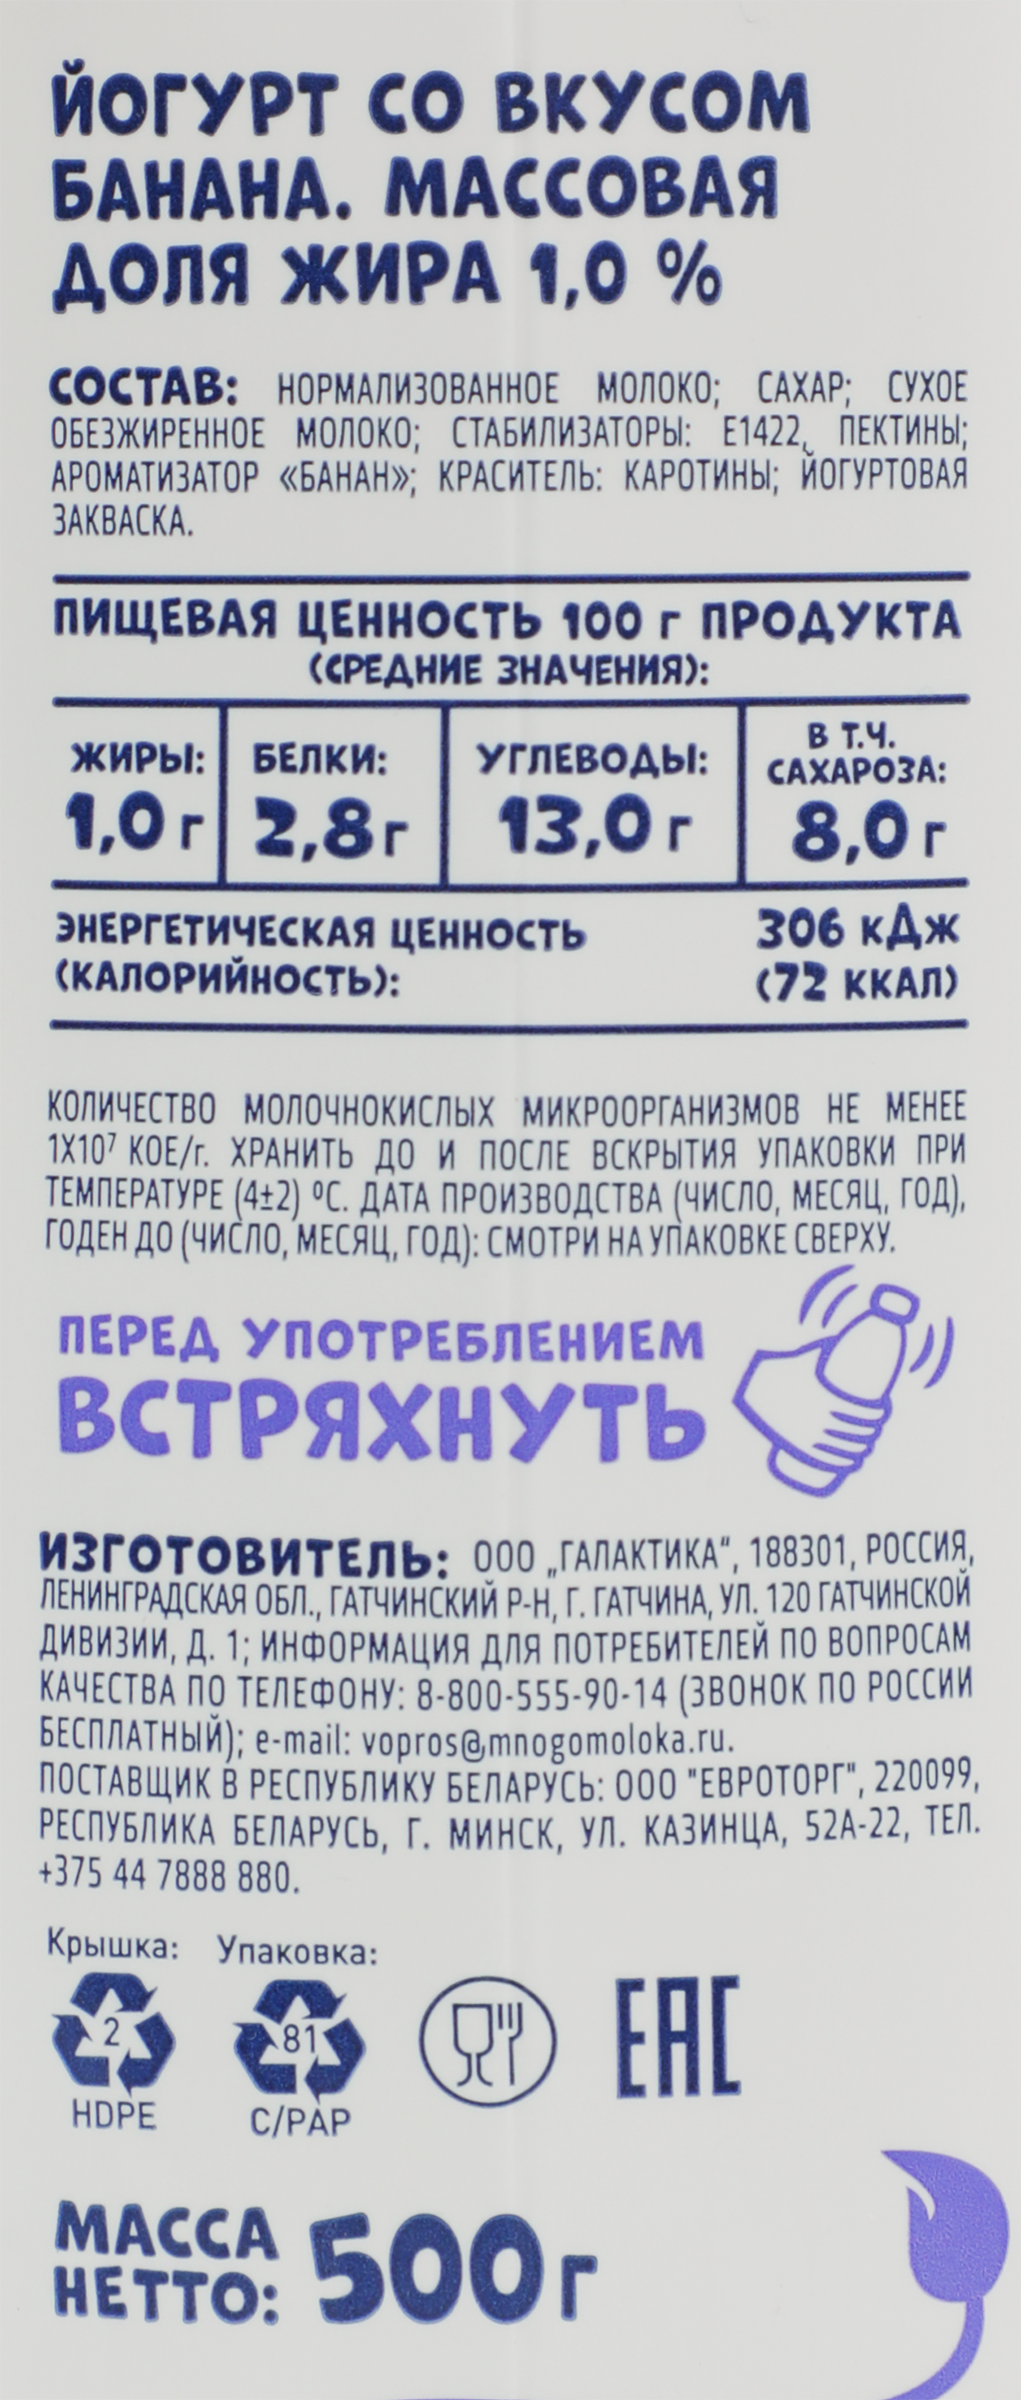 ЙОГУРТ СО ВКУСОМ
БАНАНА. МАССОВАЯ
ДОЛЯ ЖИРА 1,0 %
СОСТАВ: НОРМАЛИЗОВАННОЕ МОЛОКО; САХАР; СУХОЕ
ОБЕЗЖИРЕННОЕ МОЛОКО; СТАБИЛИЗАТОРЫ: Е1422, ПЕКТИНЫ;
АРОМАТИЗАТОР «БАНАН»; КРАСИТЕЛЬ: КАРОТИНЫ; ЙОГУРТОВАЯ
ЗАКВАСКА.
ПИЩЕВАЯ ЦЕННОСТЬ 100 г ПРОДУКТА
(СРЕДНИЕ ЗНАЧЕНИЯ):
ЖИРЫ:
1,0 г
БЕЛКИ:
2,8 г
УГЛЕВОДЫ:
13,0 г
В Т.Ч.
САХАРОЗА:
8,0 г
ЭНЕРГЕТИЧЕСКАЯ ЦЕННОСТЬ
(КАЛОРИЙНОСТЬ):
306 кДж
(72 ККАЛ)
КОЛИЧЕСТВО МОЛОЧНОКИСЛЫХ МИКРООРГАНИЗМОВ НЕ МЕНЕЕ
1Х10⁷ КОЕ/г. ХРАНИТЬ ДО И ПОСЛЕ ВСКРЫТИЯ УПАКОВКИ ПРИ
ТЕМПЕРАТУРЕ (4±2) ºС. ДАТА ПРОИЗВОДСТВА (ЧИСЛО, МЕСЯЦ, ГОД),
ГОДЕН ДО (ЧИСЛО, МЕСЯЦ, ГОД): СМОТРИ НА УПАКОВКЕ СВЕРХУ.
ПЕРЕД УПОТРЕБЛЕНИЕМ
ВСТРЯХНУТЬ
ИЗГОТОВИТЕЛЬ: ООО „ГАЛАКТИКА“, 188301, РОССИЯ,
ЛЕНИНГРАДСКАЯ ОБЛ., ГАТЧИНСКИЙ Р-Н, Г. ГАТЧИНА, УЛ. 120 ГАТЧИНСКОЙ
ДИВИЗИИ, Д. 1; ИНФОРМАЦИЯ ДЛЯ ПОТРЕБИТЕЛЕЙ ПО ВОПРОСАМ
КАЧЕСТВА ПО ТЕЛЕФОНУ: 8-800-555-90-14 (ЗВОНОК ПО РОССИИ
БЕСПЛАТНЫЙ); e-mail: vopros@mnogomoloka.ru.
ПОСТАВЩИК В РЕСПУБЛИКУ БЕЛАРУСЬ: ООО "ЕВРОТОРГ", 220099,
РЕСПУБЛИКА БЕЛАРУСЬ, Г. МИНСК, УЛ. КАЗИНЦА, 52А-22, ТЕЛ.
+375 44 7888 880.
Крышка: Упаковка:
2
81
ЕАС
HDPE
C/PAP
МАССА
НЕТТО: 500 г